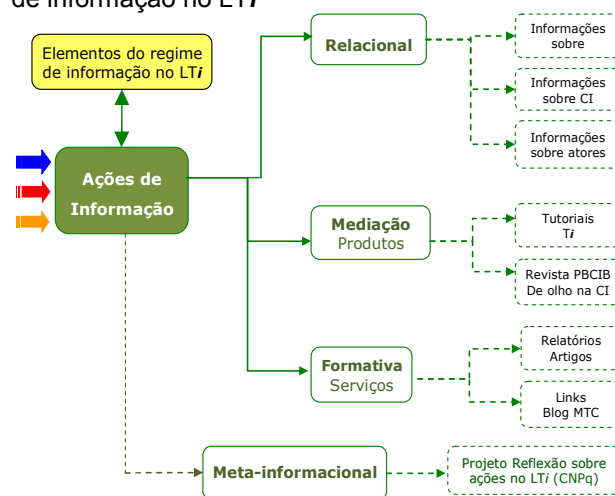 de informação no LTi
Elementos do regime
de informação no LTi
Ações de
Informação
Relacional
Informações
sobre
Informações
sobre CI
Informações
sobre atores
Mediação
Produtos
Tutoriais
Ti
Revista PBCIB
De olho na CI
Formativa
Serviços
Relatórios
Artigos
Links
Blog MTC
Meta-informacional
Projeto Reflexão sobre
ações no LTi (CNPq)